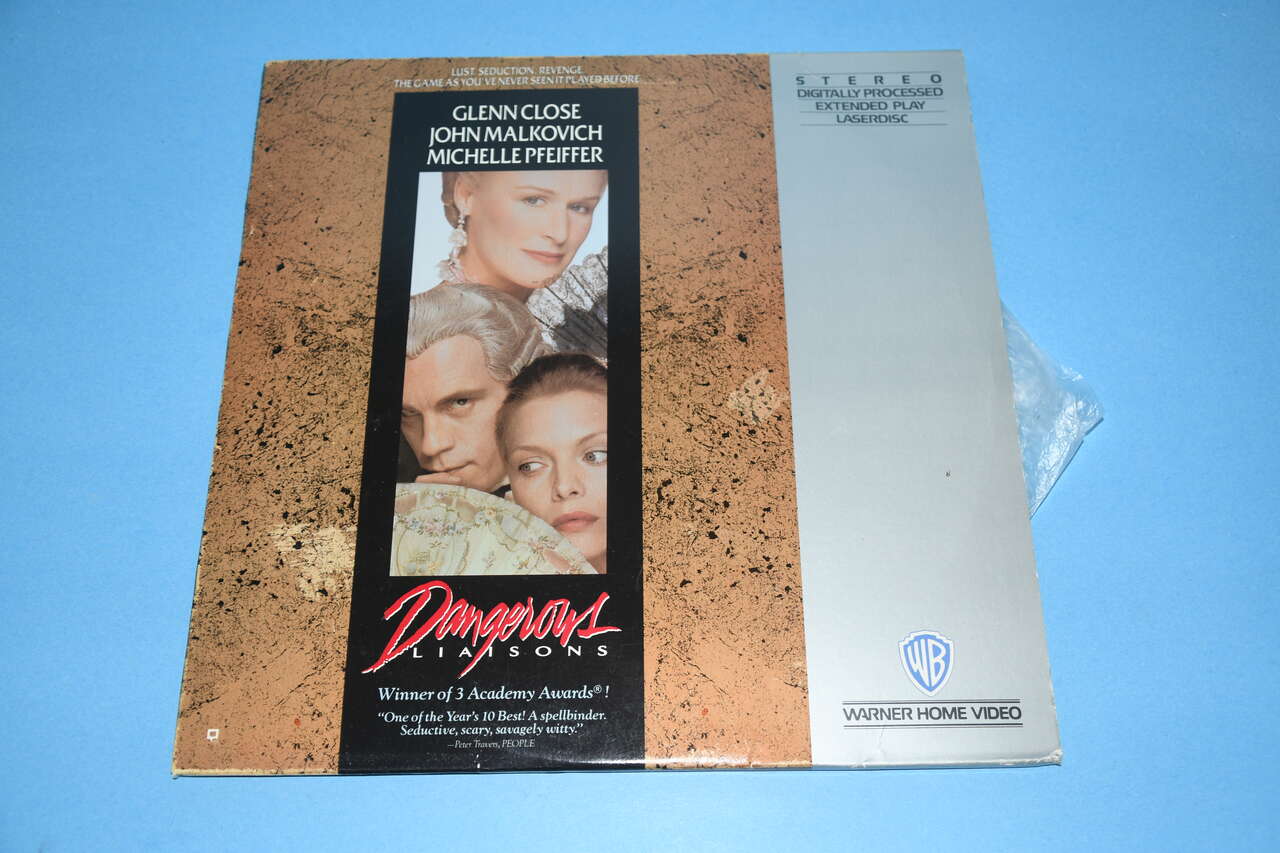 LUST. SEDUCTION. REVENGE.
THE GAME AS YOU'VE NEVER SEEN IT PLAYED BEFORE.
GLENN CLOSE
JOHN MALKOVICH
MICHELLE PFEIFFER
Dangerous
LIAISONS
Winner of 3 Academy Awards® !
“One of the Year's 10 Best! A spellbinder.
Seductive, scary, savagely witty.”
—Peter Travers, PEOPLE
STEREO
DIGITALLY PROCESSED
EXTENDED PLAY
LASERDISC
WB
WARNER HOME VIDEO